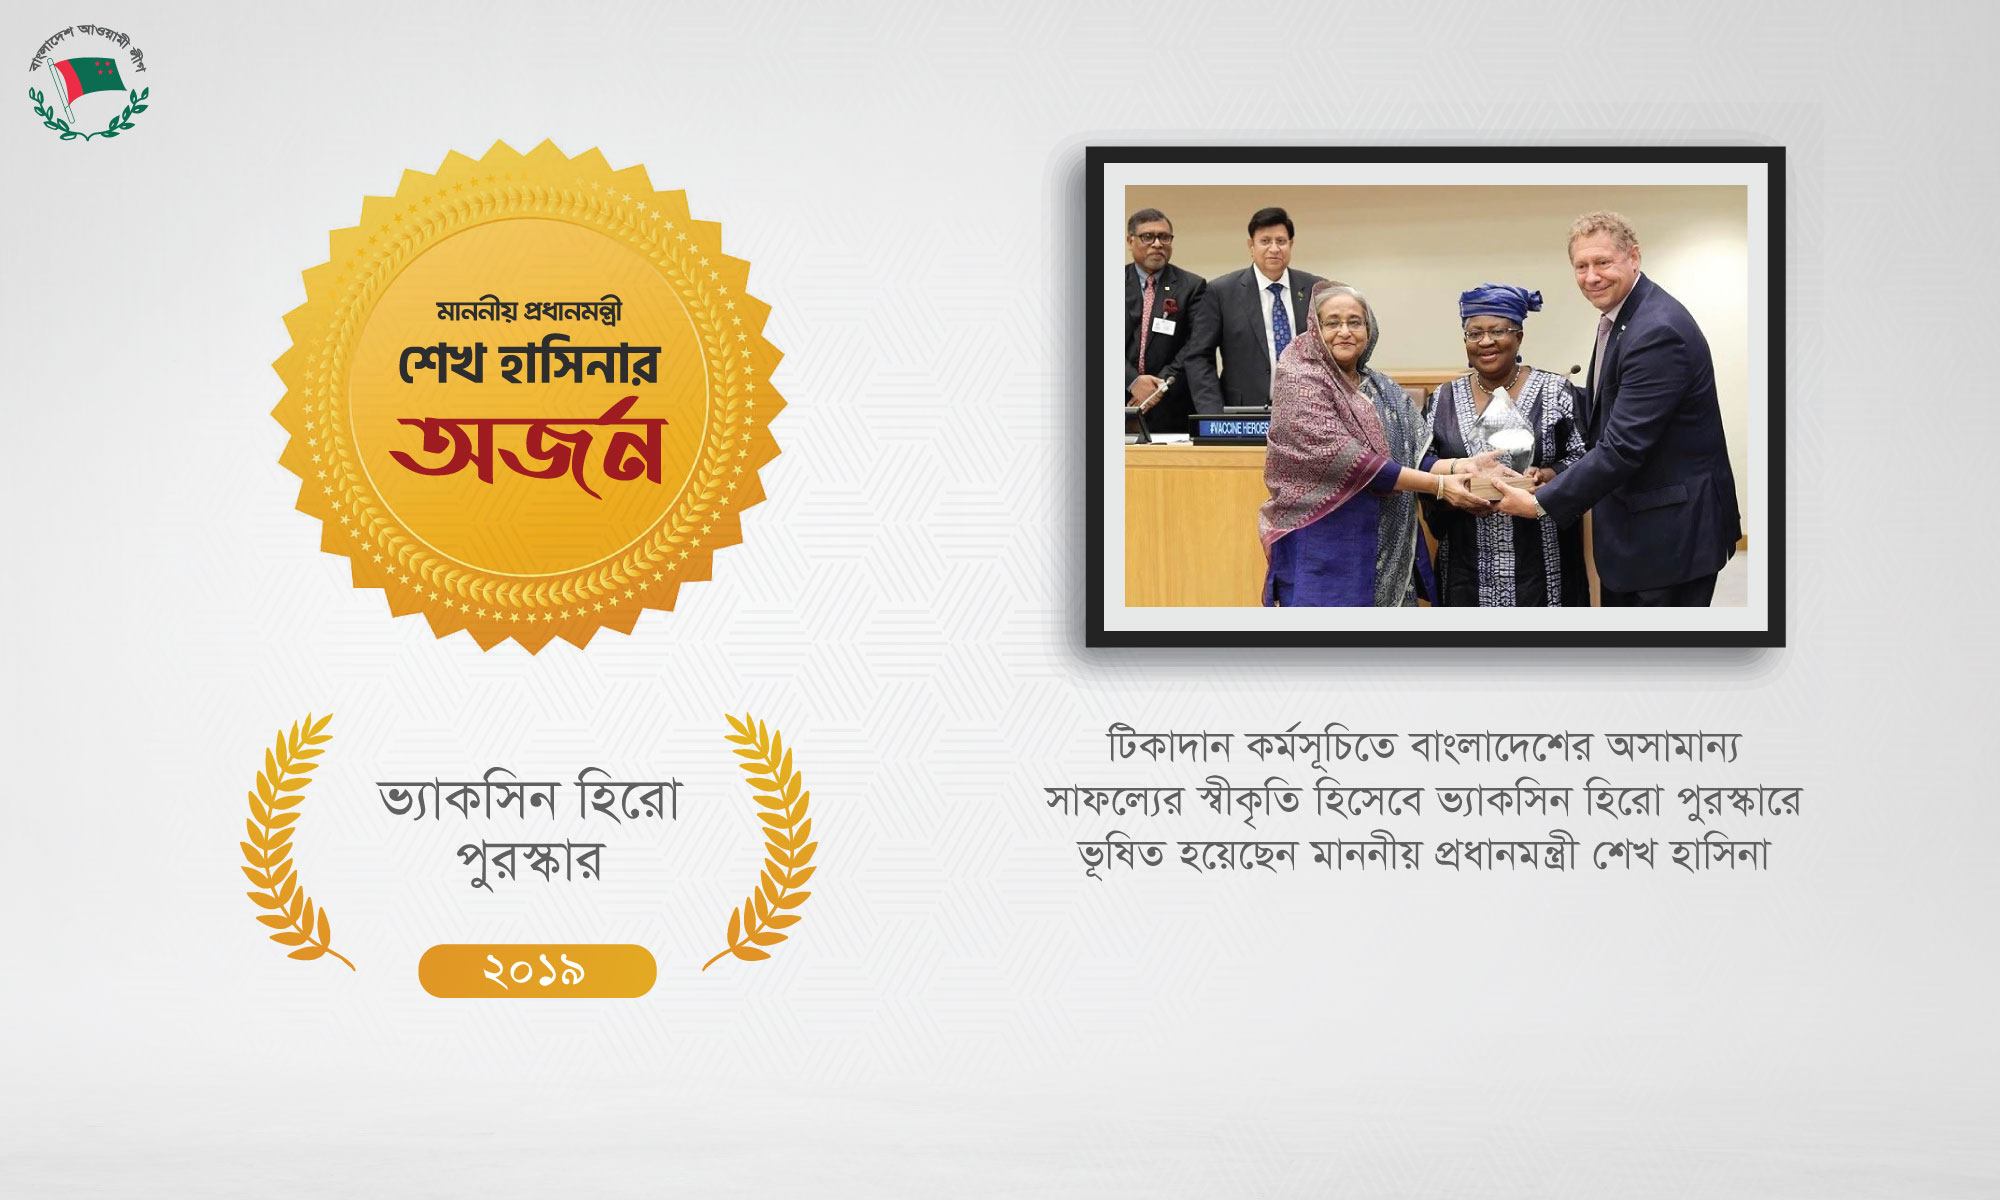 বাংলাদেশ আওয়ামী লীগ
মাননীয় প্রধানমন্ত্রী
শেখ হাসিনার
অর্জন
ভ্যাকসিন হিরো
পুরস্কার
২০১৯
#VACCINE HEROES
টিকাদান কর্মসূচিতে বাংলাদেশের অসামান্য
সাফল্যের স্বীকৃতি হিসেবে ভ্যাকসিন হিরো পুরস্কারে
ভূষিত হয়েছেন মাননীয় প্রধানমন্ত্রী শেখ হাসিনা